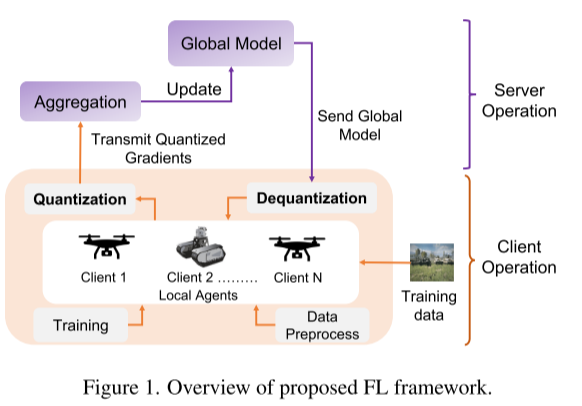 Global Model
Aggregation
Update
Server
Operation
Send Global
Model
Transmit Quantized
Gradients
Quantization
Dequantization
Client 1
Client 2 .........
Client N
Local Agents
Client
Operation
Training
data
Training
Data
Preprocess
Figure 1. Overview of proposed FL framework.